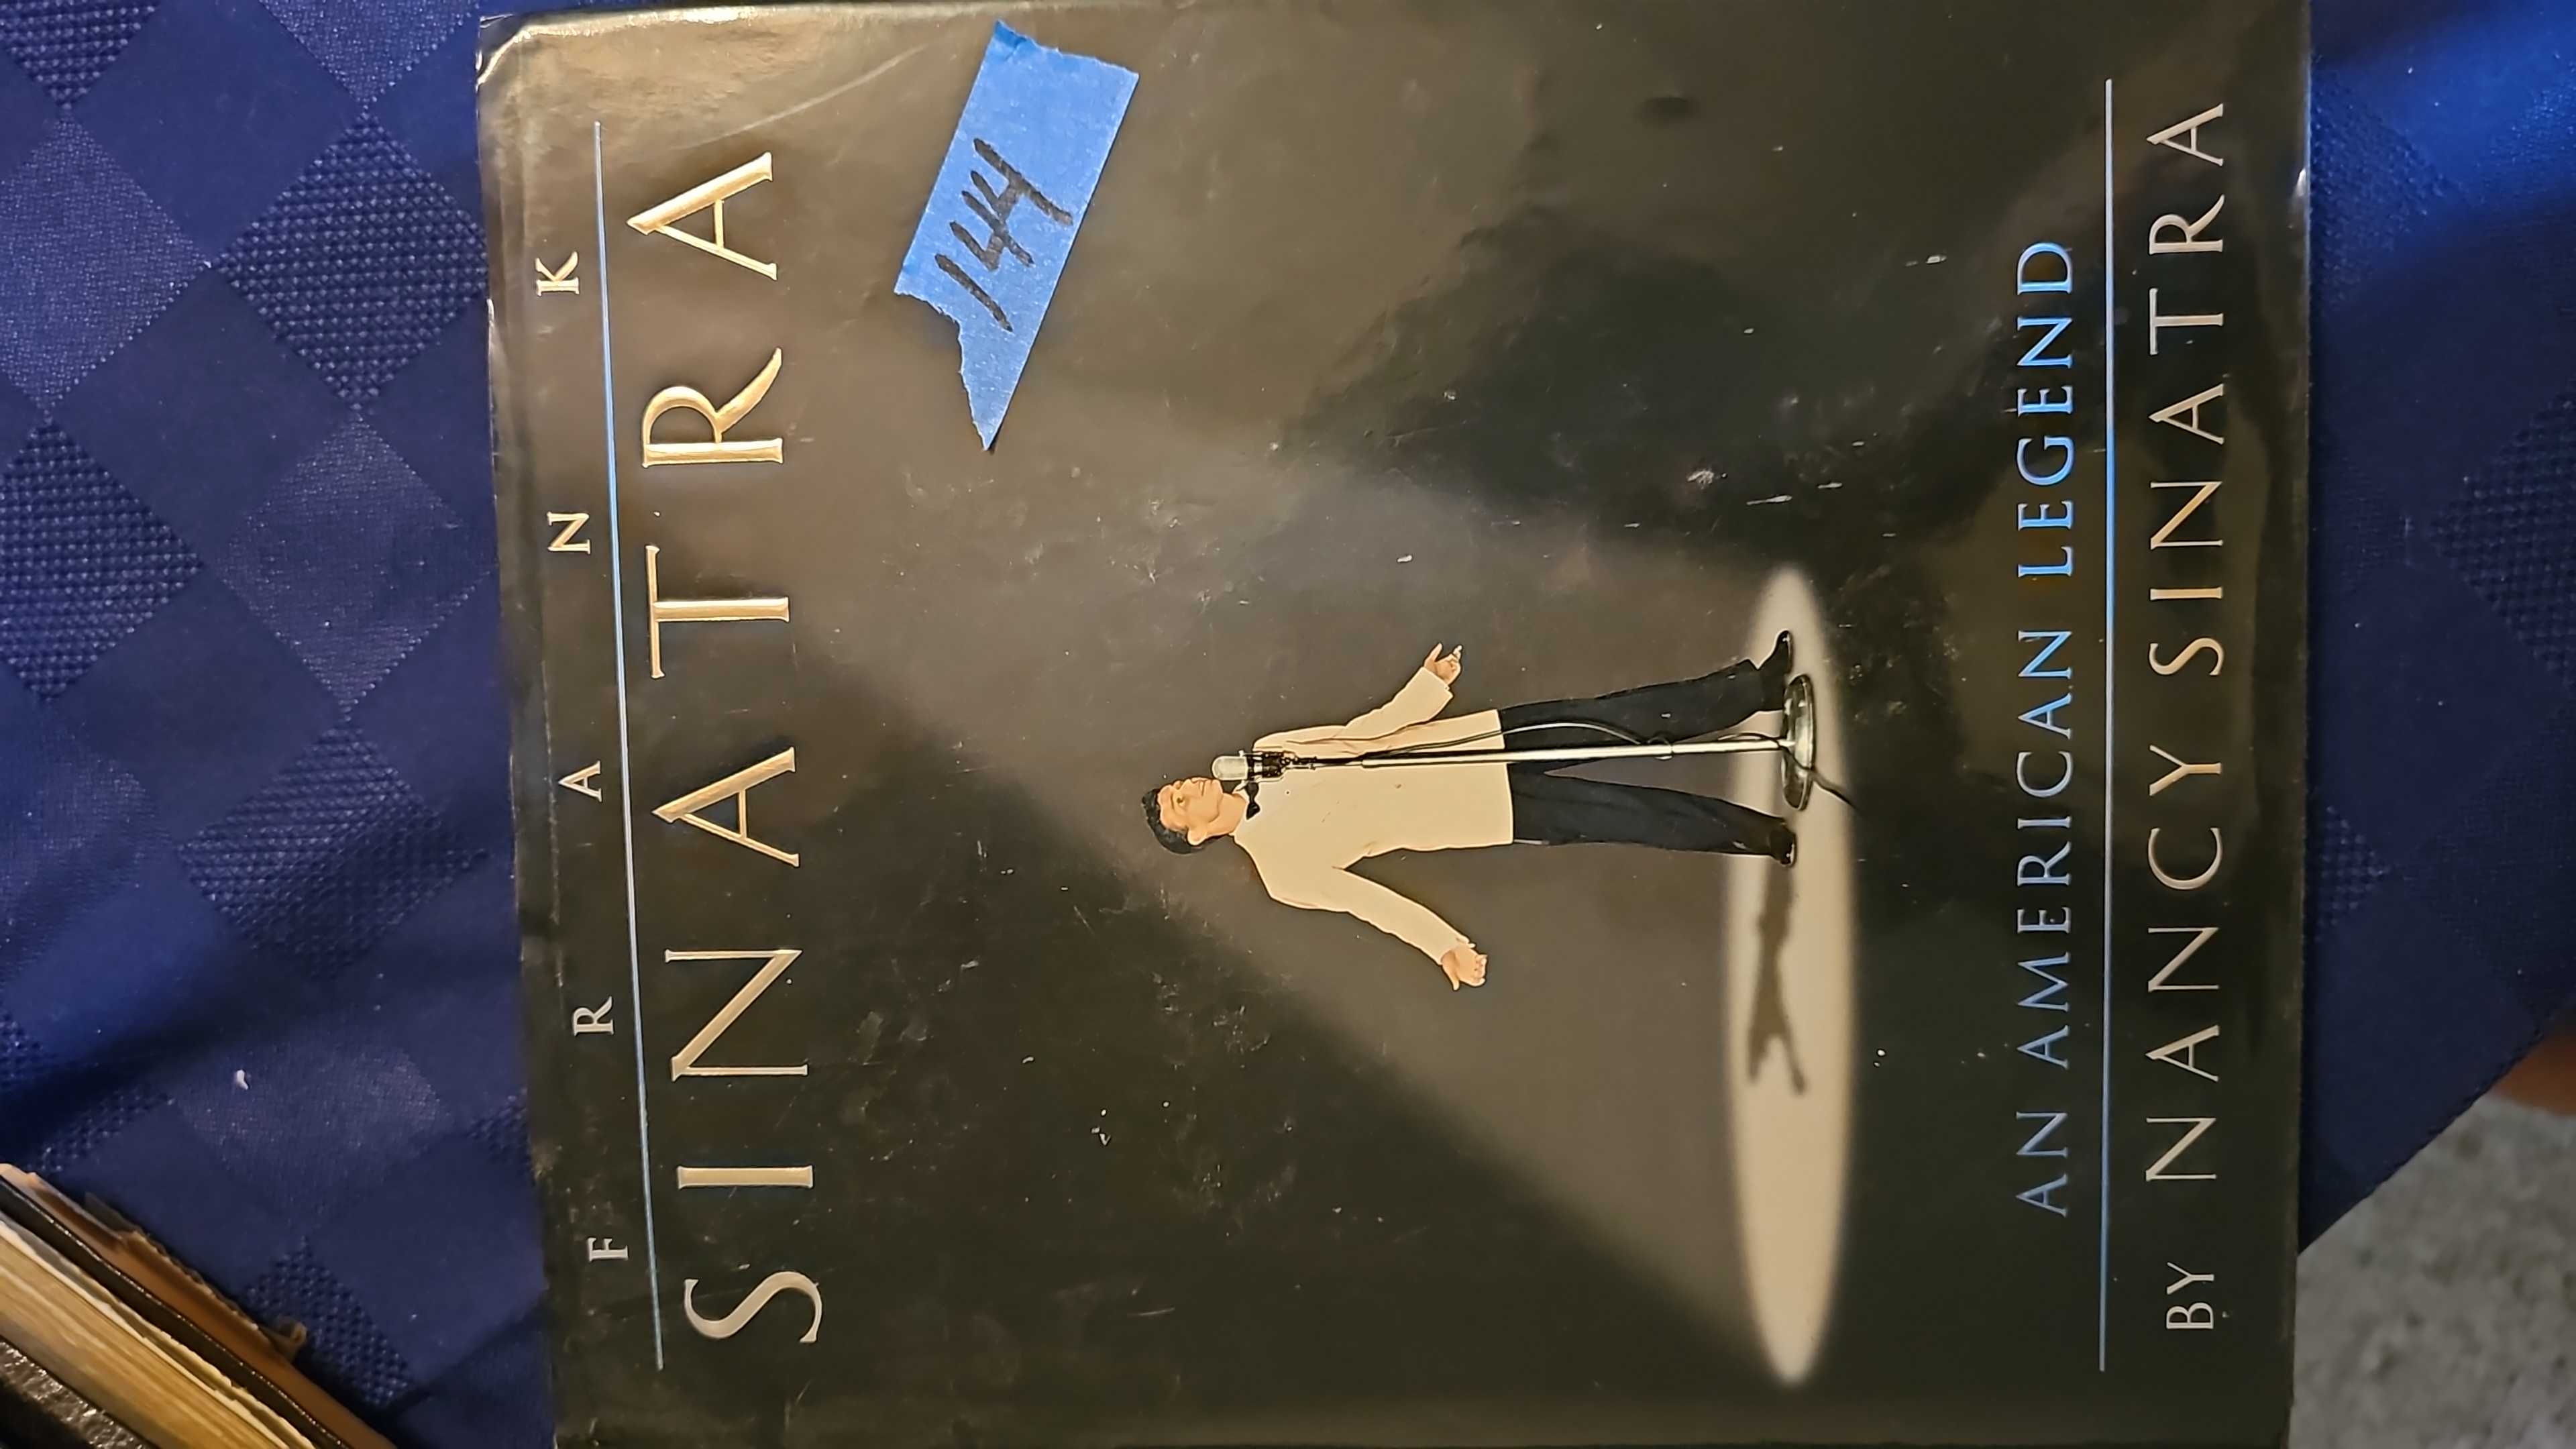 FRANK
SINATRA
144
AN AMERICAN LEGEND
BY NANCY SINATRA